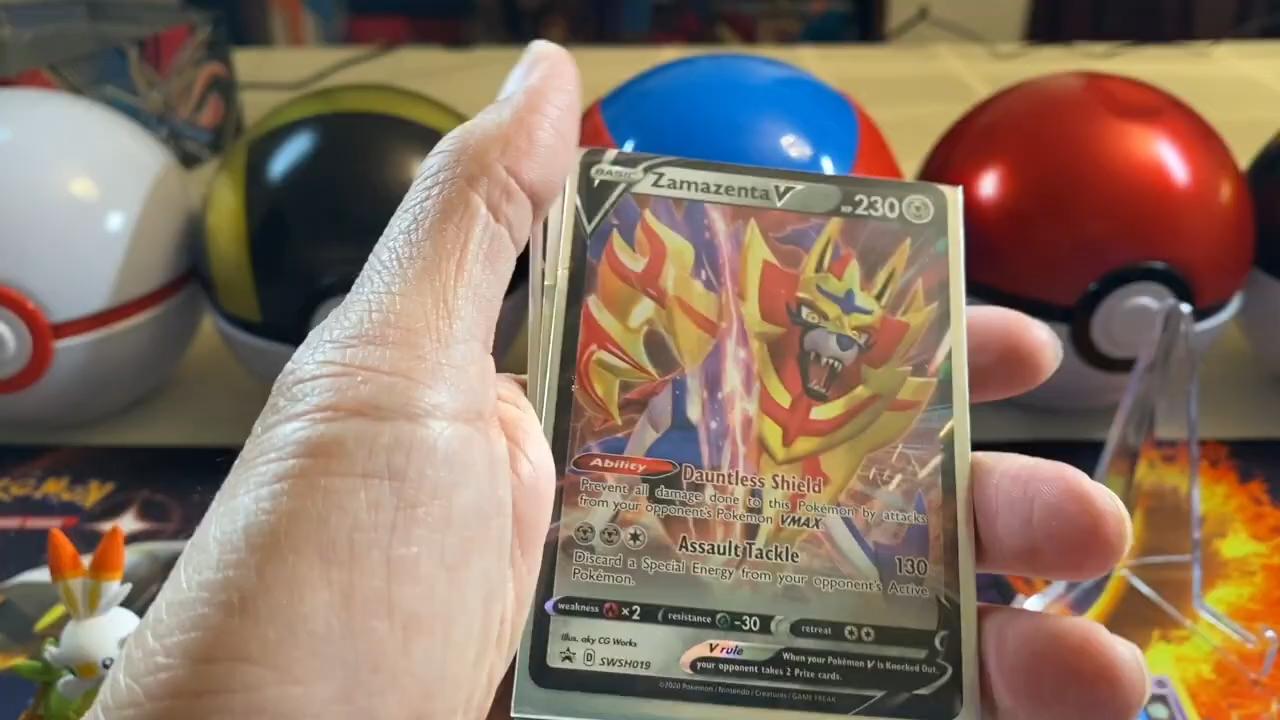 BASIC
Zamazenta V
HP 230
Ability Dauntless Shield
Prevent all damage done to this Pokémon by attacks
from your opponent's Pokémon VMAX.
Assault Tackle 130
Discard a Special Energy from your opponent's Active
Pokémon.
weakness ×2 resistance -30 retreat
Illus. aky CG Works
D SWSH019
V rule When your Pokémon V is Knocked Out,
your opponent takes 2 Prize cards.
©2020 Pokémon / Nintendo / Creatures / GAME FREAK
POKÉMON